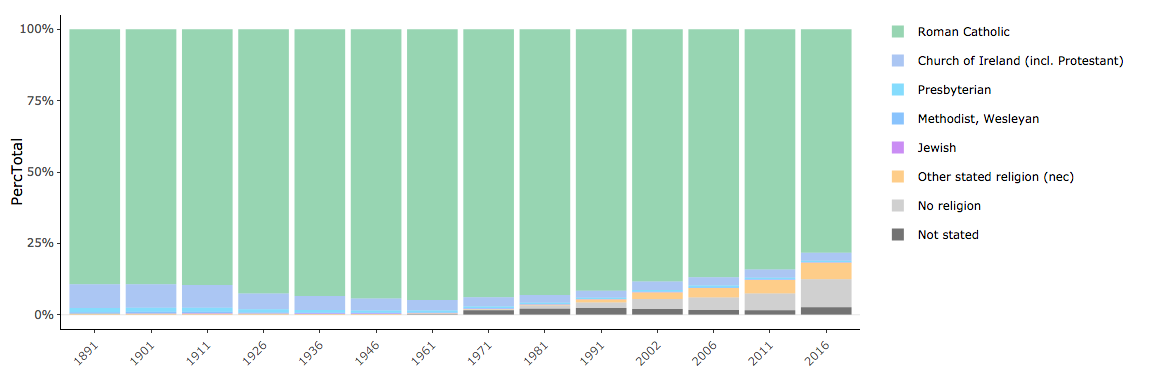 PercTotal
100%
75%
50%
25%
0%
1891 1901 1911 1926 1936 1946 1961 1971 1981 1991 2002 2006 2011 2016
Roman Catholic
Church of Ireland (incl. Protestant)
Presbyterian
Methodist, Wesleyan
Jewish
Other stated religion (nec)
No religion
Not stated